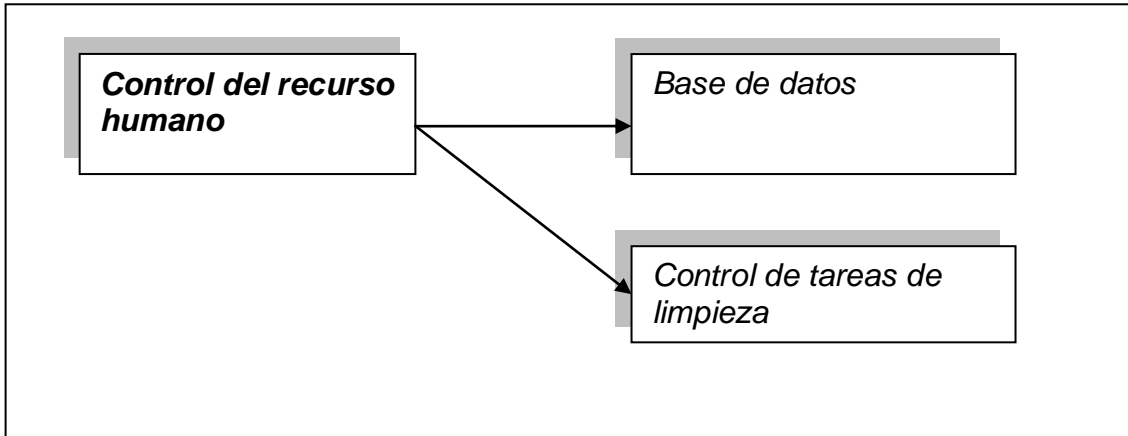 Control del recurso
humano
Base de datos
Control de tareas de
limpieza